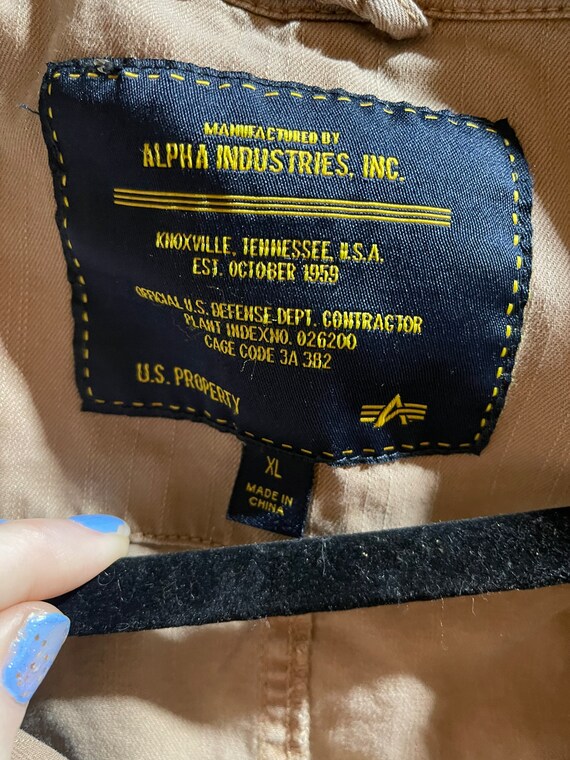 MANUFACTURED BY
ALPHA INDUSTRIES, INC.
KNOXVILLE, TENNESSEE, U.S.A.
EST. OCTOBER 1959
OFFICIAL U.S. DEFENSE-DEPT. CONTRACTOR
PLANT INDEXNO. 026200
CAGE CODE 3A 382
U.S. PROPERTY
XL
MADE IN
CHINA